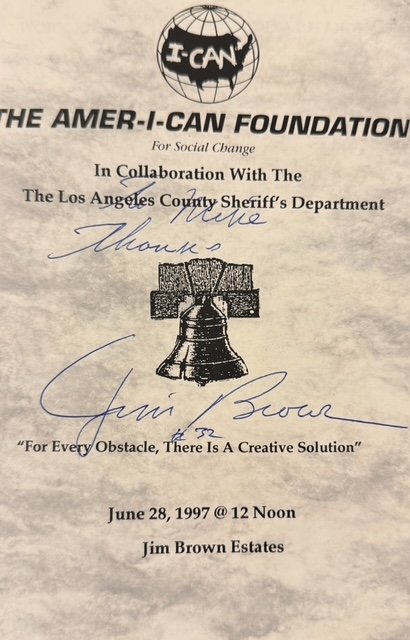 I-CAN
THE AMER-I-CAN FOUNDATION
For Social Change
In Collaboration With The
The Los Angeles County Sheriff's Department
To Mike
Thanks
Jim Brown
#32
"For Every Obstacle, There Is A Creative Solution"
June 28, 1997 @ 12 Noon
Jim Brown Estates